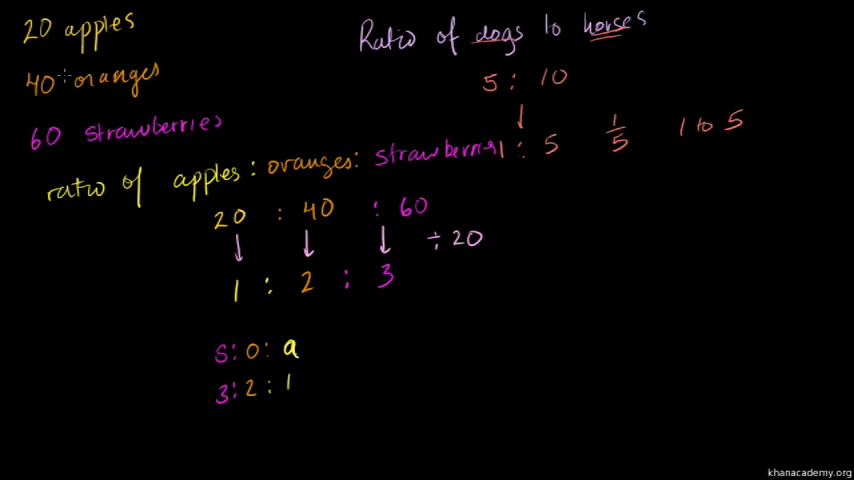 20 apples
40 oranges
60 strawberries
Ratio of dogs to horses
5 : 10
1 : 5 1/5 1 to 5
ratio of apples : oranges : strawberries
20 : 40 : 60
÷ 20
1 : 2 : 3
S : O : a
3 : 2 : 1
khanacademy.org